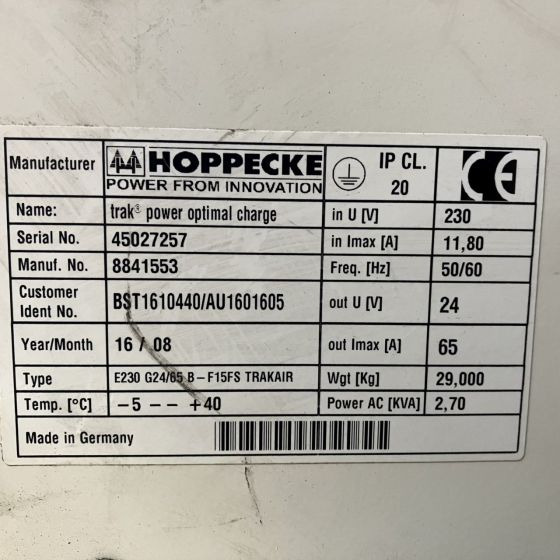 Manufacturer HOPPECKE IP CL. CE
POWER FROM INNOVATION 20
Name: trak® power optimal charge in U [V] 230
Serial No. 45027257 in Imax [A] 11,80
Manuf. No. 8841553 Freq. [Hz] 50/60
Customer
Ident No. BST1610440/AU1601605 out U [V] 24
Year/Month 16 / 08 out Imax [A] 65
Type E230 G24/65 B-F15FS TRAKAIR Wgt [Kg] 29,000
Temp. [°C] -5 -- +40 Power AC [KVA] 2,70
Made in Germany